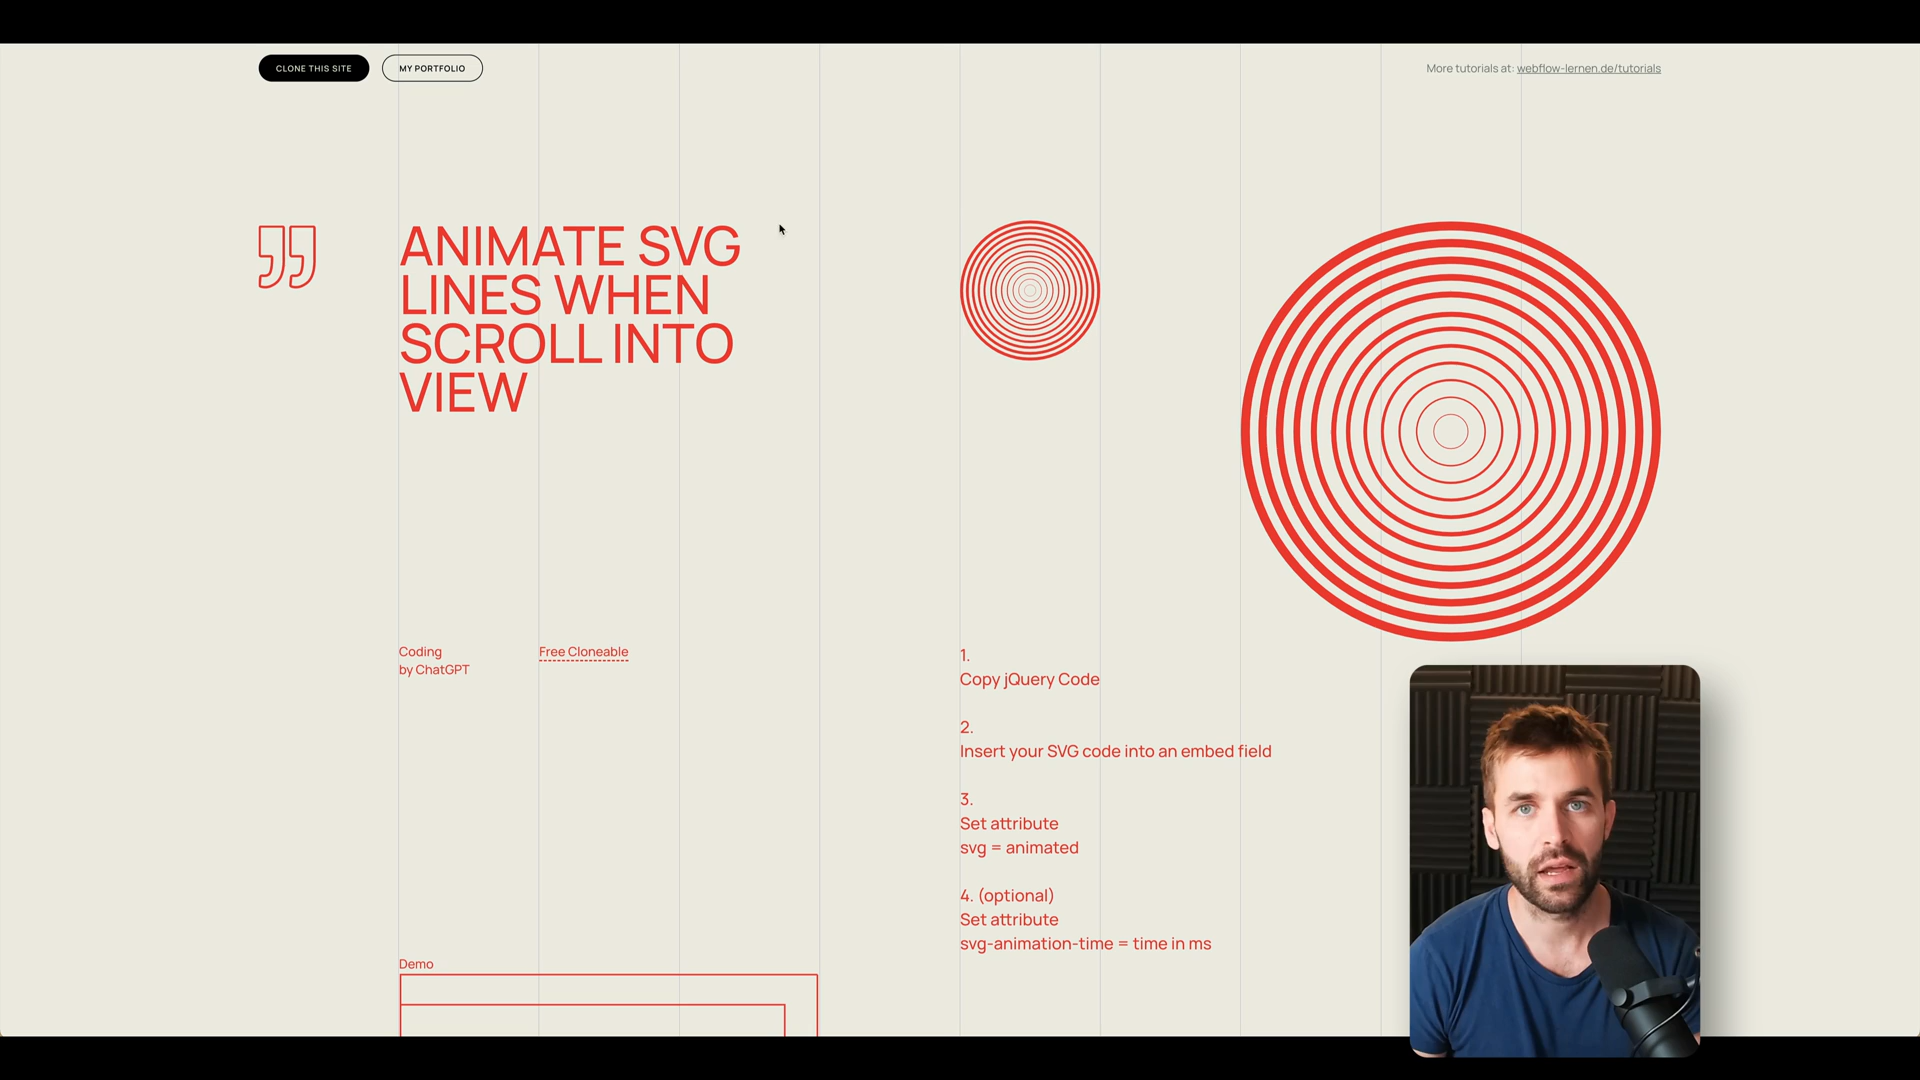 CLONE THIS SITE
MY PORTFOLIO
More tutorials at: webflow-lernen.de/tutorials
ANIMATE SVG
LINES WHEN
SCROLL INTO
VIEW
Coding
by ChatGPT
Free Cloneable
1.
Copy jQuery Code
2.
Insert your SVG code into an embed field
3.
Set attribute
svg = animated
4. (optional)
Set attribute
svg-animation-time = time in ms
Demo